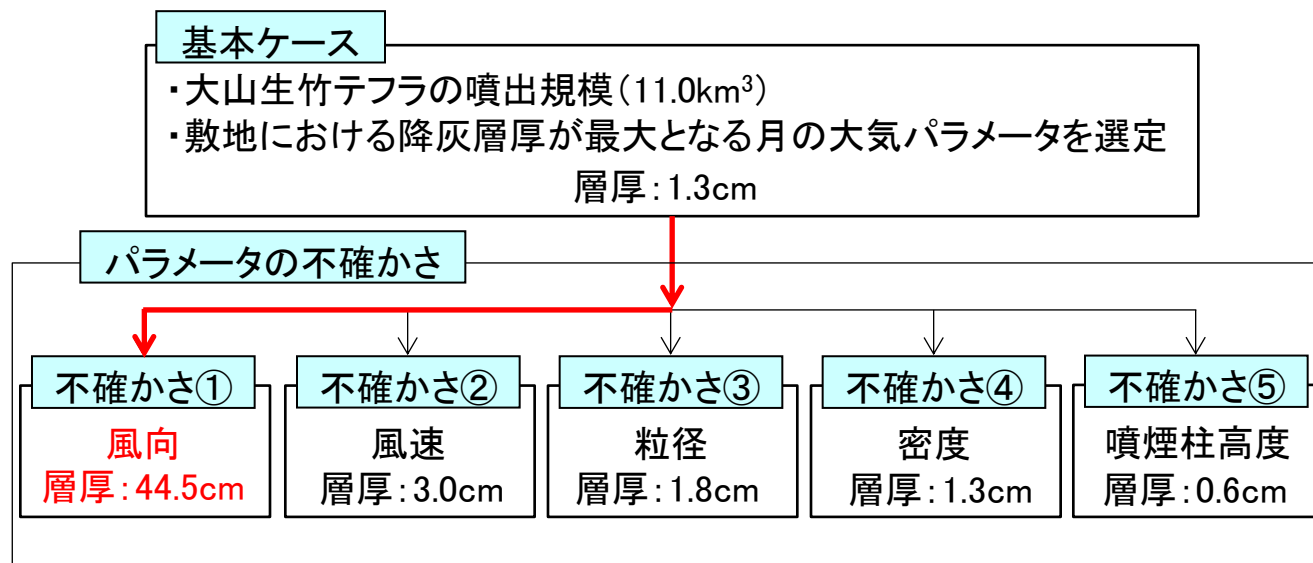 基本ケース
・大山生竹テフラの噴出規模（11.0km³）
・敷地における降灰層厚が最大となる月の大気パラメータを選定
層厚：1.3cm
パラメータの不確かさ
不確かさ①
風向
層厚：44.5cm
不確かさ②
風速
層厚：3.0cm
不確かさ③
粒径
層厚：1.8cm
不確かさ④
密度
層厚：1.3cm
不確かさ⑤
噴煙柱高度
層厚：0.6cm